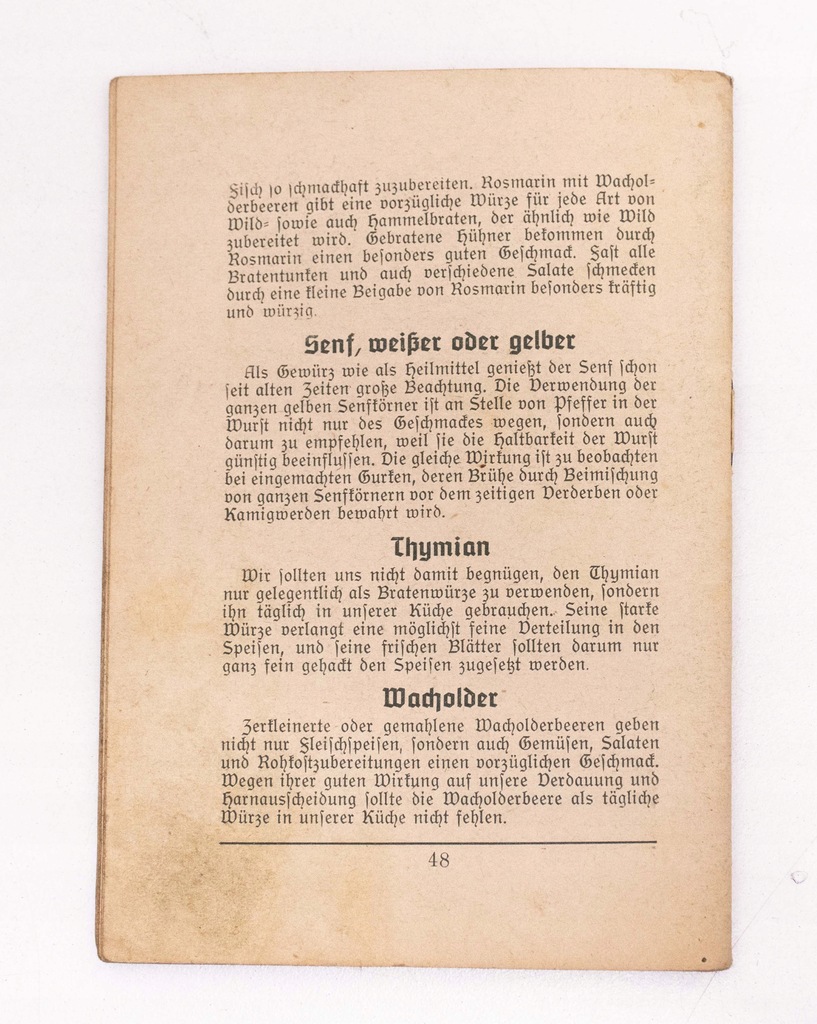 Fisch so schmackhaft zuzubereiten. Rosmarin mit Wachol-
derbeeren gibt eine vorzügliche Würze für jede Art von
Wild- sowie auch Hammelbraten, der ähnlich wie Wild
zubereitet wird. Gebratene Hühner bekommen durch
Rosmarin einen besonders guten Geschmack. Fast alle
Bratentunken und auch verschiedene Salate schmecken
durch eine kleine Beigabe von Rosmarin besonders kräftig
und würzig.
Senf, weißer oder gelber
Als Gewürz wie als Heilmittel genießt der Senf schon
seit alten Zeiten große Beachtung. Die Verwendung der
ganzen gelben Senfkörner ist an Stelle von Pfeffer in der
Wurst nicht nur des Geschmackes wegen, sondern auch
darum zu empfehlen, weil sie die Haltbarkeit der Wurst
günstig beeinflussen. Die gleiche Wirkung ist zu beobachten
bei eingemachten Gurken, deren Brühe durch Beimischung
von ganzen Senfkörnern vor dem zeitigen Verderben oder
Kamigwerden bewahrt wird.
Thymian
Wir sollten uns nicht damit begnügen, den Thymian
nur gelegentlich als Bratenwürze zu verwenden, sondern
ihn täglich in unserer Küche gebrauchen. Seine starke
Würze verlangt eine möglichst feine Verteilung in den
Speisen, und seine frischen Blätter sollten darum nur
ganz fein gehackt den Speisen zugesetzt werden.
Wacholder
Zerkleinerte oder gemahlene Wacholderbeeren geben
nicht nur Fleischspeisen, sondern auch Gemüsen, Salaten
und Rohkostzubereitungen einen vorzüglichen Geschmack.
Wegen ihrer guten Wirkung auf unsere Verdauung und
Harnausscheidung sollte die Wacholderbeere als tägliche
Würze in unserer Küche nicht fehlen.
48